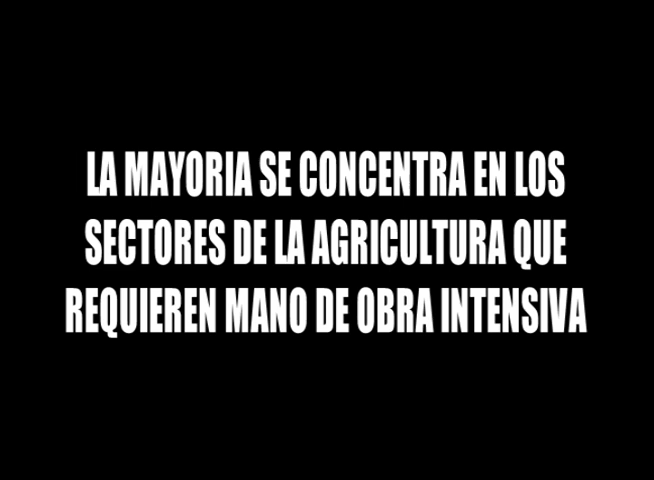 LA MAYORIA SE CONCENTRA EN LOS
SECTORES DE LA AGRICULTURA QUE
REQUIEREN MANO DE OBRA INTENSIVA